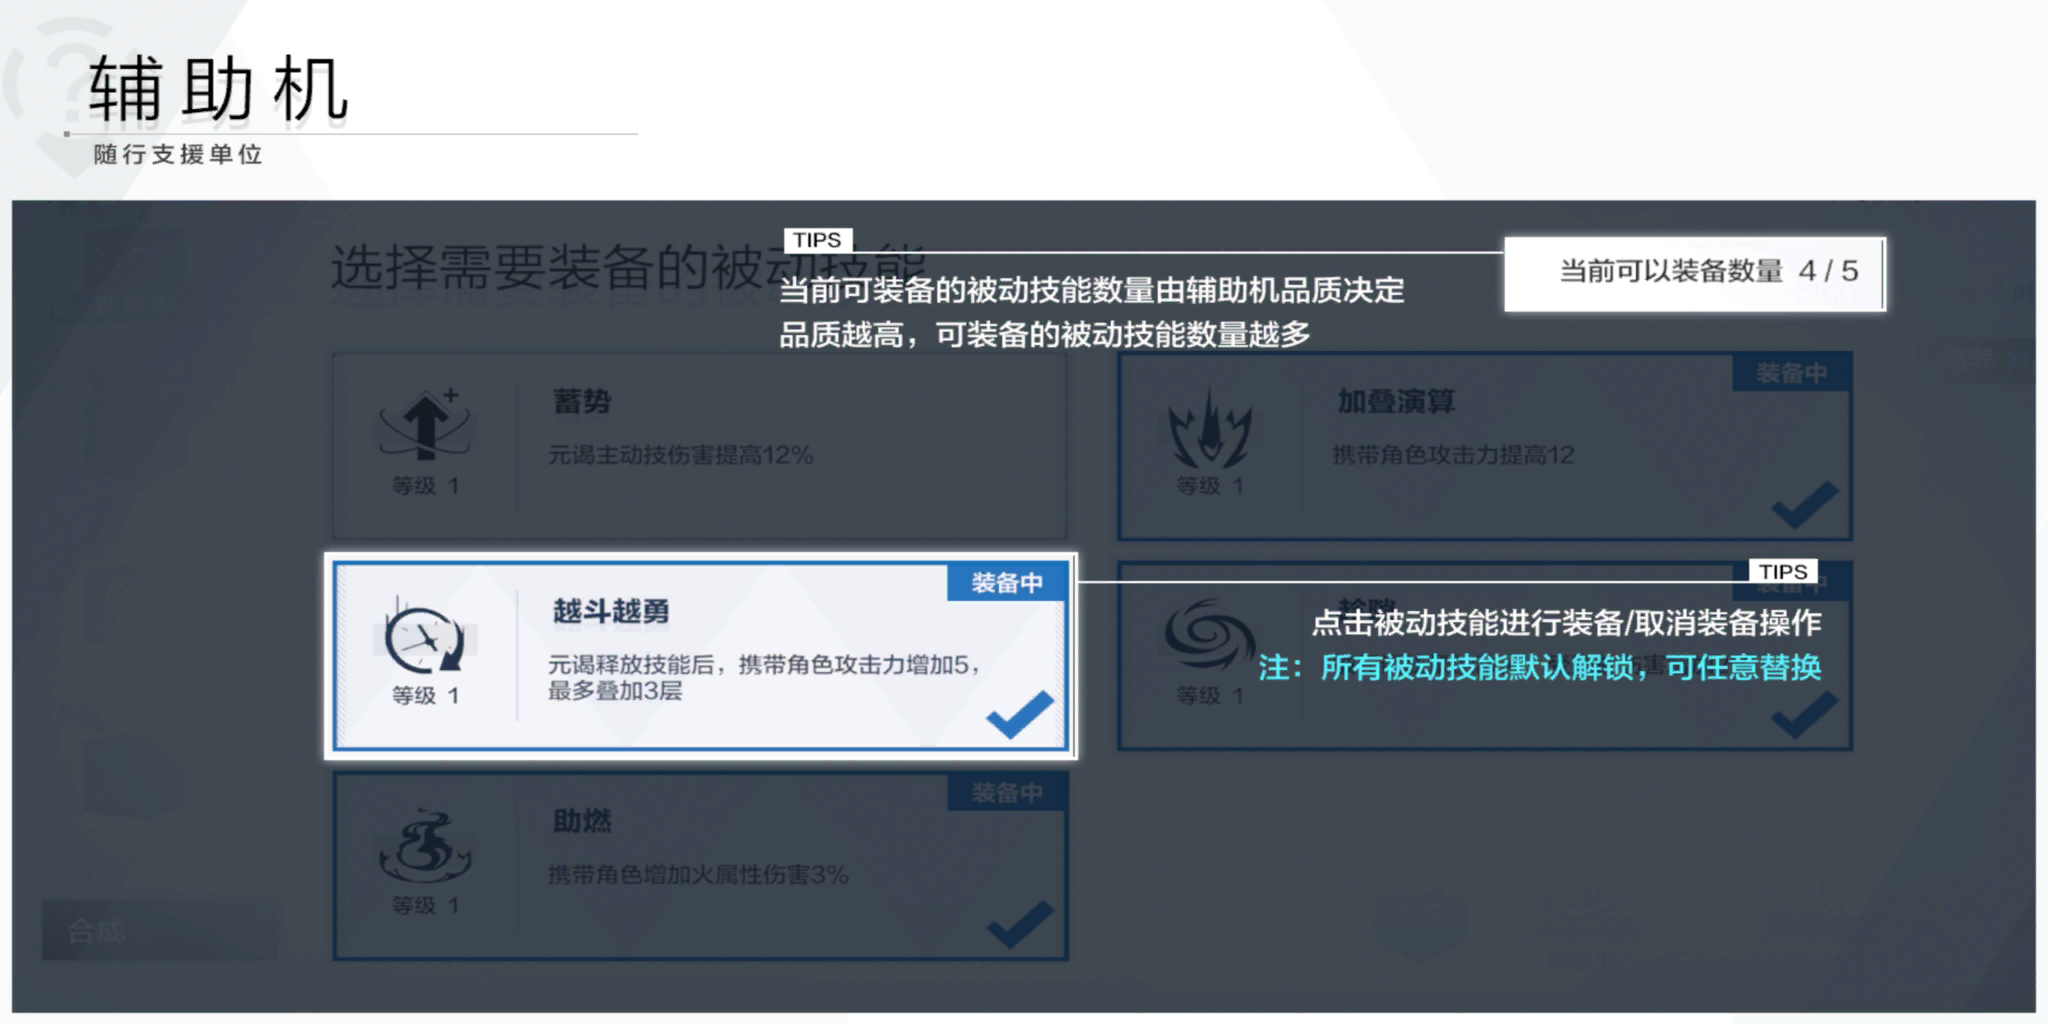 辅助机
随行支援单位
选择需要装备的被动技能
TIPS
当前可装备的被动技能数量由辅助机品质决定
品质越高，可装备的被动技能数量越多
当前可以装备数量 4 / 5
蓄势
元谒主动技伤害提高12%
等级 1
装备中
加叠演算
携带角色攻击力提高12
等级 1
装备中
越斗越勇
元谒释放技能后，携带角色攻击力增加5，
最多叠加3层
等级 1
TIPS
装备中
点击被动技能进行装备/取消装备操作
注：所有被动技能默认解锁，可任意替换
等级 1
装备中
助燃
携带角色增加火属性伤害3%
等级 1
合成